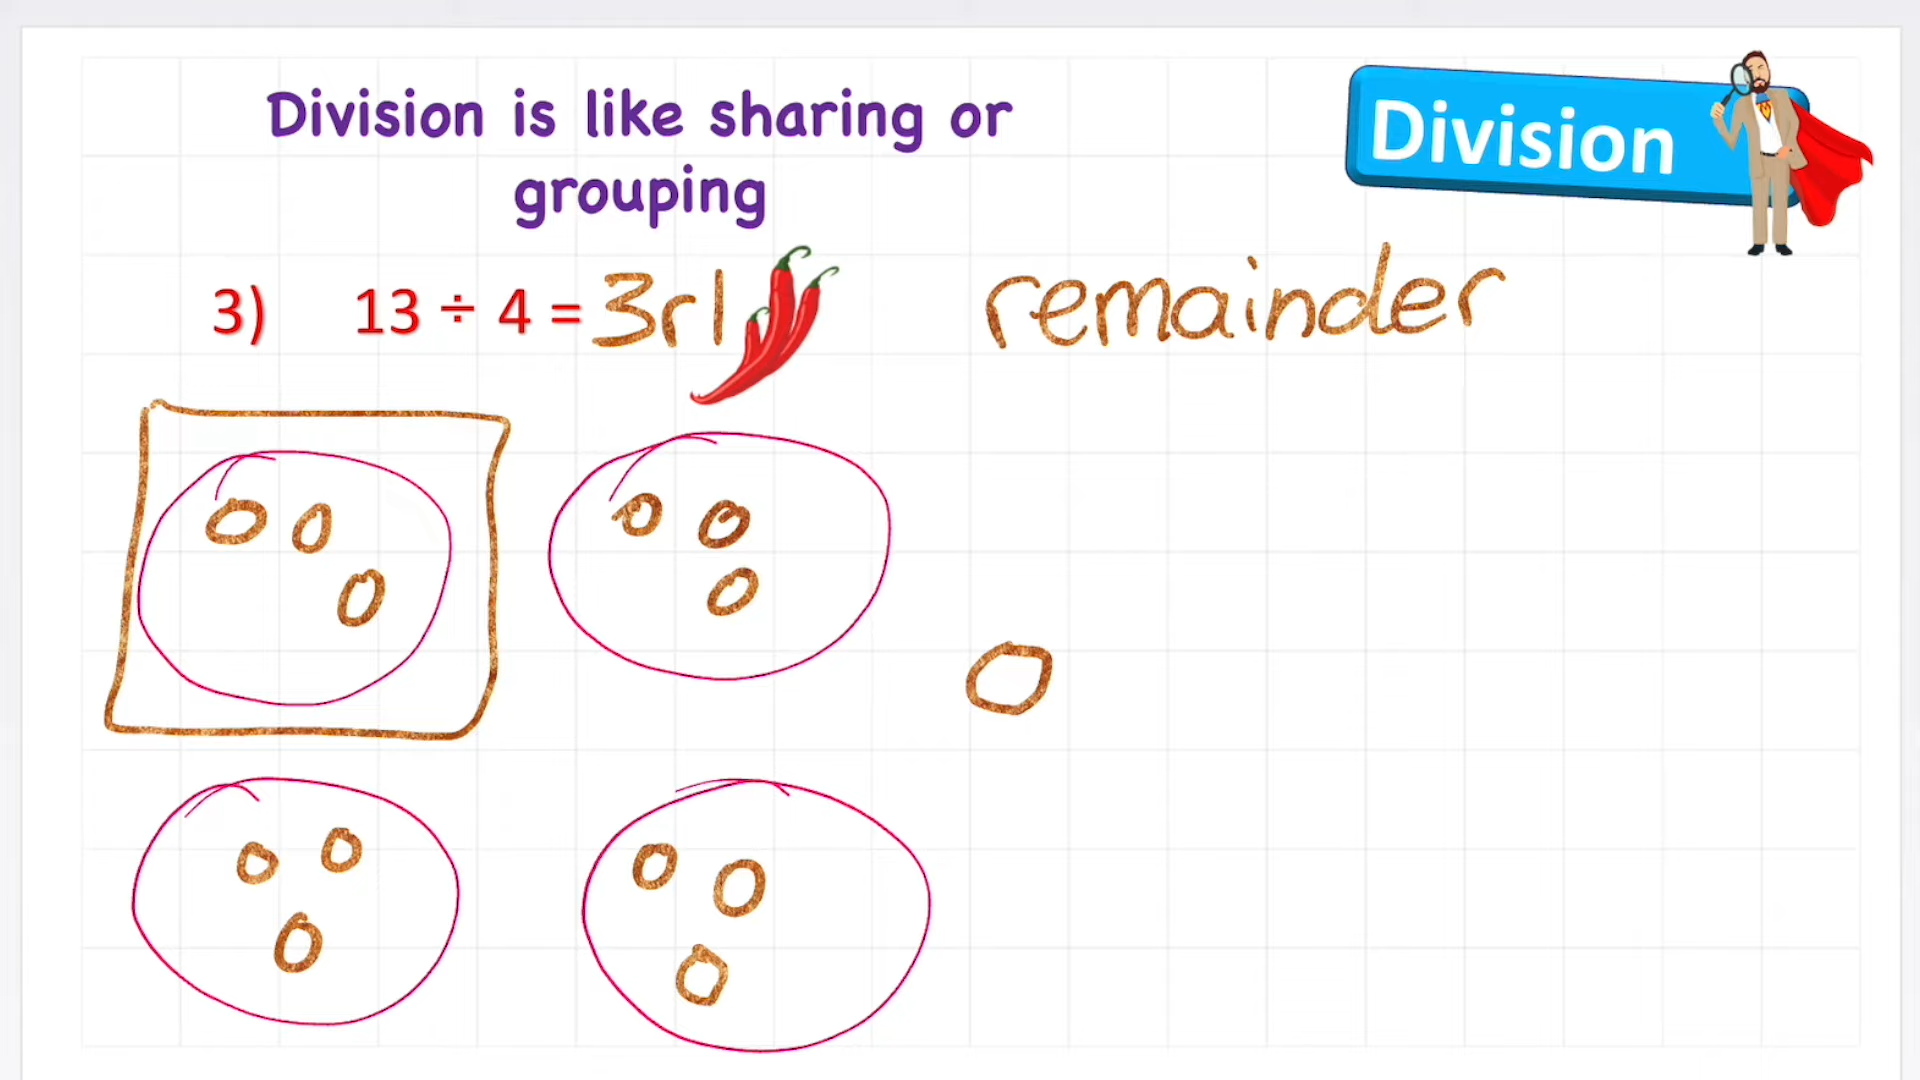 Division is like sharing or
grouping
Division
3) 13 ÷ 4 = 3r1
remainder